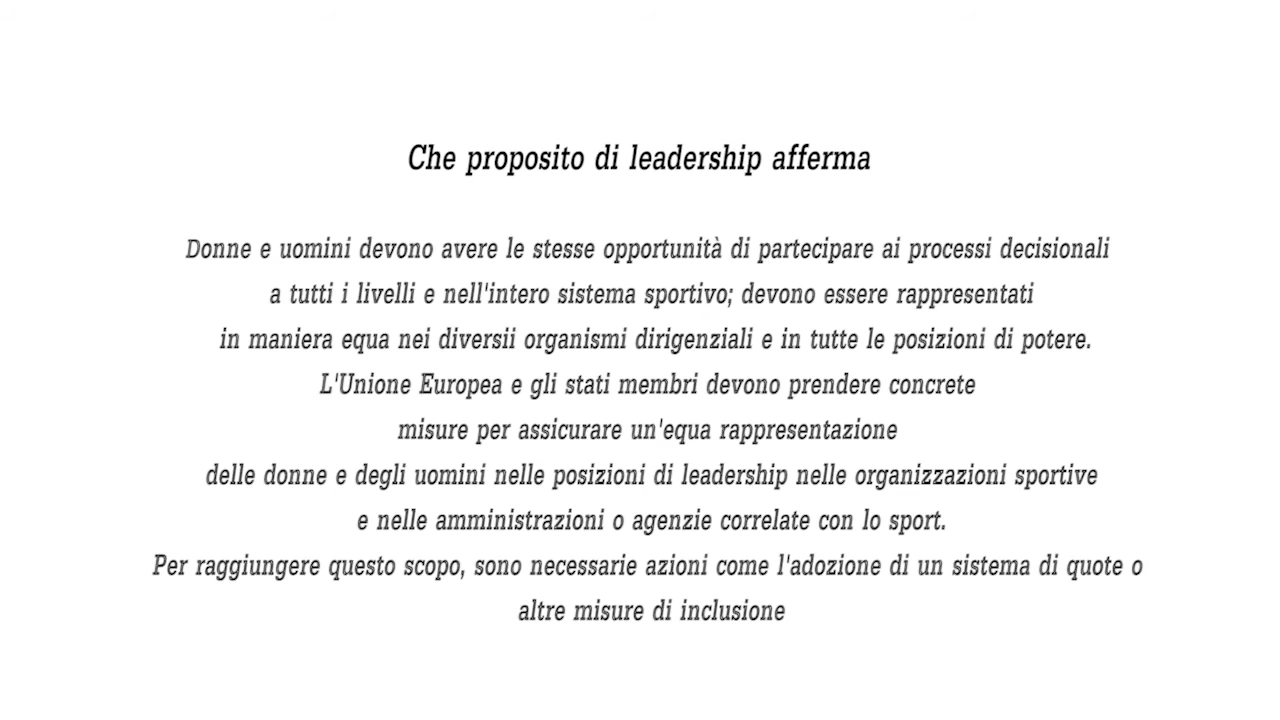 Che proposito di leadership afferma
Donne e uomini devono avere le stesse opportunità di partecipare ai processi decisionali
a tutti i livelli e nell'intero sistema sportivo; devono essere rappresentati
in maniera equa nei diversii organismi dirigenziali e in tutte le posizioni di potere.
L'Unione Europea e gli stati membri devono prendere concrete
misure per assicurare un'equa rappresentazione
delle donne e degli uomini nelle posizioni di leadership nelle organizzazioni sportive
e nelle amministrazioni o agenzie correlate con lo sport.
Per raggiungere questo scopo, sono necessarie azioni come l'adozione di un sistema di quote o
altre misure di inclusione